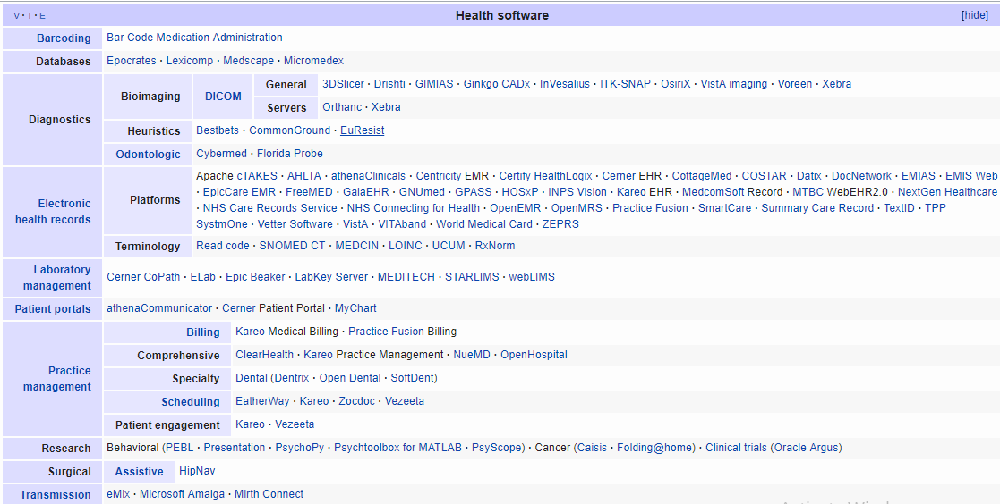 V · T · E Health software [hide]
Barcoding Bar Code Medication Administration
Databases Epocrates · Lexicomp · Medscape · Micromedex
Diagnostics
Bioimaging DICOM
General 3DSlicer · Drishti · GIMIAS · Ginkgo CADx · InVesalius · ITK-SNAP · OsiriX · VistA imaging · Voreen · Xebra
Servers Orthanc · Xebra
Heuristics Bestbets · CommonGround · EuResist
Odontologic Cybermed · Florida Probe
Electronic
health records
Platforms
Apache cTAKES · AHLTA · athenaClinicals · Centricity EMR · Certify HealthLogix · Cerner EHR · CottageMed · COSTAR · Datix · DocNetwork · EMIAS · EMIS Web
· EpicCare EMR · FreeMED · GaiaEHR · GNUmed · GPASS · HOSxP · INPS Vision · Kareo EHR · MedcomSoft Record · MTBC WebEHR2.0 · NextGen Healthcare
· NHS Care Records Service · NHS Connecting for Health · OpenEMR · OpenMRS · Practice Fusion · SmartCare · Summary Care Record · TextID · TPP
SystmOne · Vetter Software · VistA · VITAband · World Medical Card · ZEPRS
Terminology Read code · SNOMED CT · MEDCIN · LOINC · UCUM · RxNorm
Laboratory
management
Cerner CoPath · ELab · Epic Beaker · LabKey Server · MEDITECH · STARLIMS · webLIMS
Patient portals athenaCommunicator · Cerner Patient Portal · MyChart
Practice
management
Billing Kareo Medical Billing · Practice Fusion Billing
Comprehensive ClearHealth · Kareo Practice Management · NueMD · OpenHospital
Specialty Dental (Dentrix · Open Dental · SoftDent)
Scheduling EatherWay · Kareo · Zocdoc · Vezeeta
Patient engagement Kareo · Vezeeta
Research Behavioral (PEBL · Presentation · PsychoPy · Psychtoolbox for MATLAB · PsyScope) · Cancer (Caisis · Folding@home) · Clinical trials (Oracle Argus)
Surgical Assistive HipNav
Transmission eMix · Microsoft Amalga · Mirth Connect